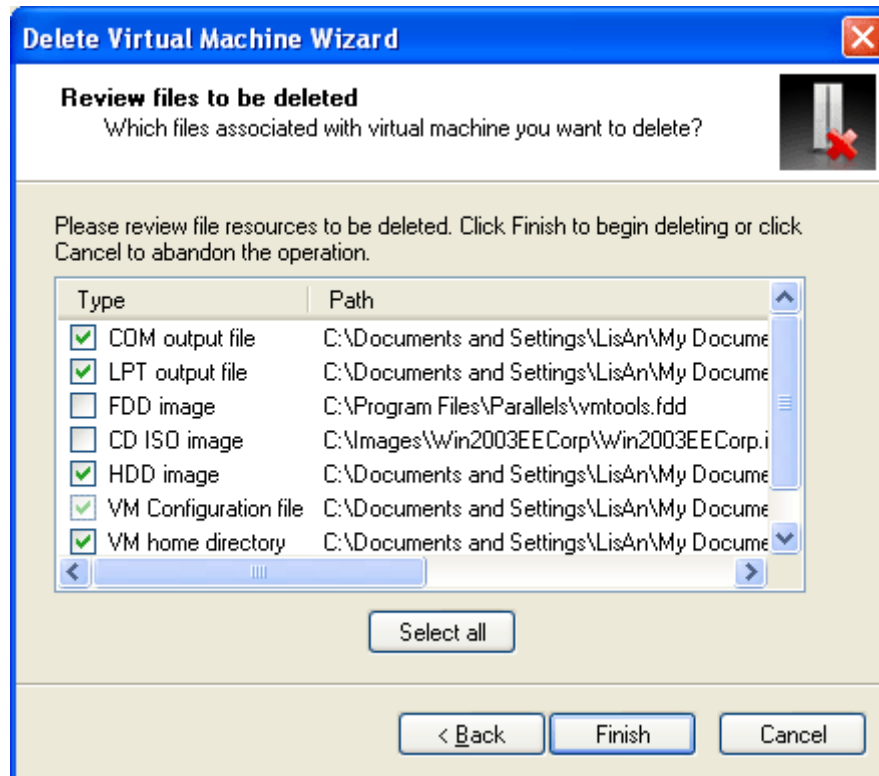 Delete Virtual Machine Wizard
Review files to be deleted
Which files associated with virtual machine you want to delete?
Please review file resources to be deleted. Click Finish to begin deleting or click
Cancel to abandon the operation.
Type Path
COM output file C:\Documents and Settings\LisAn\My Docume
LPT output file C:\Documents and Settings\LisAn\My Docume
FDD image C:\Program Files\Parallels\vmtools.fdd
CD ISO image C:\Images\Win2003EECorp\Win2003EECorp.i
HDD image C:\Documents and Settings\LisAn\My Docume
VM Configuration file C:\Documents and Settings\LisAn\My Docume
VM home directory C:\Documents and Settings\LisAn\My Docume
Select all
< Back Finish Cancel